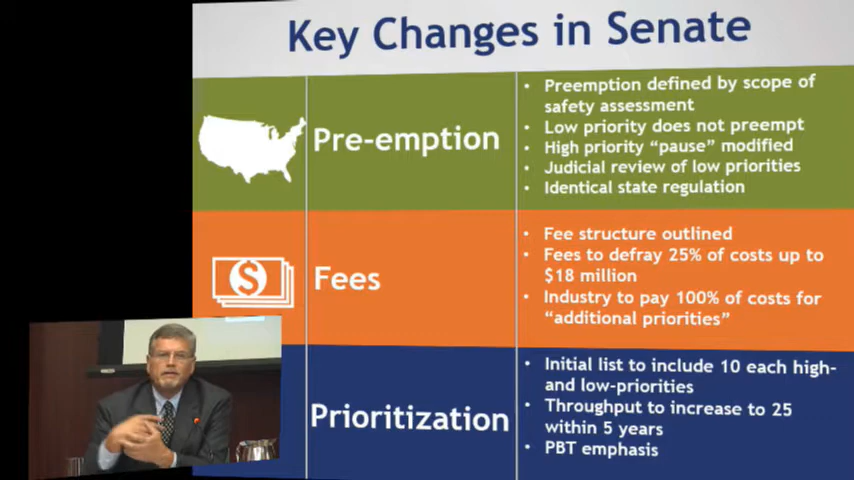 Key Changes in Senate
Pre-emption
• Preemption defined by scope of
safety assessment
• Low priority does not preempt
• High priority “pause” modified
• Judicial review of low priorities
• Identical state regulation
$
Fees
• Fee structure outlined
• Fees to defray 25% of costs up to
$18 million
• Industry to pay 100% of costs for
“additional priorities”
Prioritization
• Initial list to include 10 each high-
and low-priorities
• Throughput to increase to 25
within 5 years
• PBT emphasis